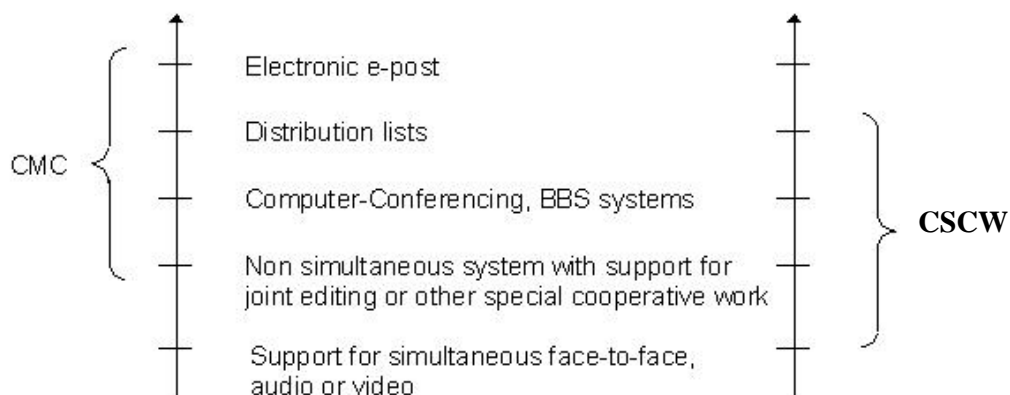 Electronic e-post
Distribution lists
CMC
Computer-Conferencing, BBS systems
CSCW
Non simultaneous system with support for
joint editing or other special cooperative work
Support for simultaneous face-to-face,
audio or video